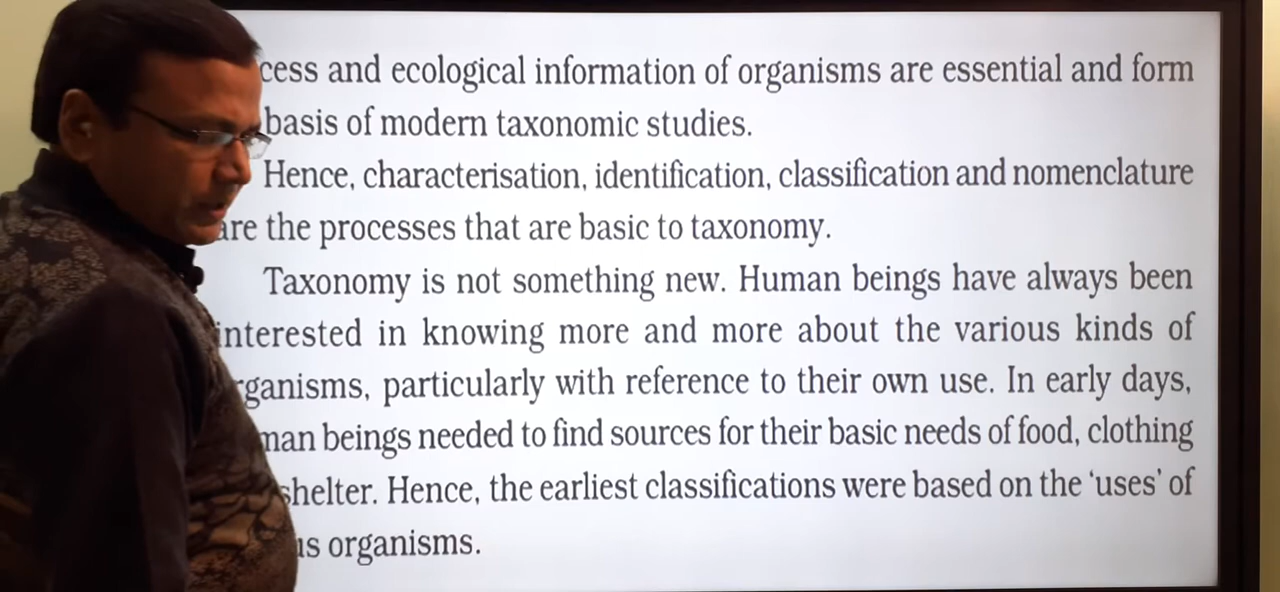 and ecological information of organisms are essential and form
basis of modern taxonomic studies.
Hence, characterisation, identification, classification and nomenclature
are the processes that are basic to taxonomy.
Taxonomy is not something new. Human beings have always been
interested in knowing more and more about the various kinds of
organisms, particularly with reference to their own use. In early days,
beings needed to find sources for their basic needs of food, clothing
shelter. Hence, the earliest classifications were based on the ‘uses’ of
organisms.